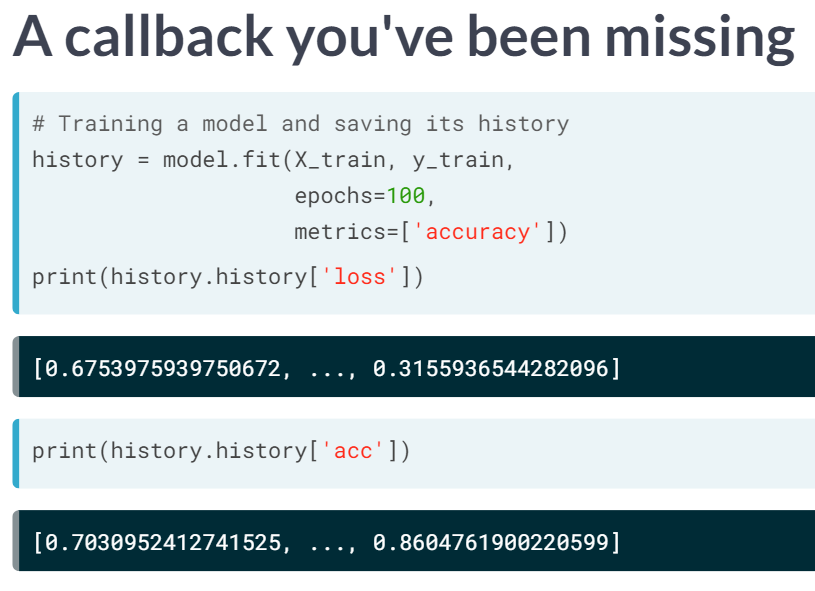 A callback you've been missing
# Training a model and saving its history
history = model.fit(X_train, y_train,
                    epochs=100,
                    metrics=['accuracy'])
print(history.history['loss'])
[0.6753975939750672, ..., 0.3155936544282096]
print(history.history['acc'])
[0.7030952412741525, ..., 0.8604761900220599]